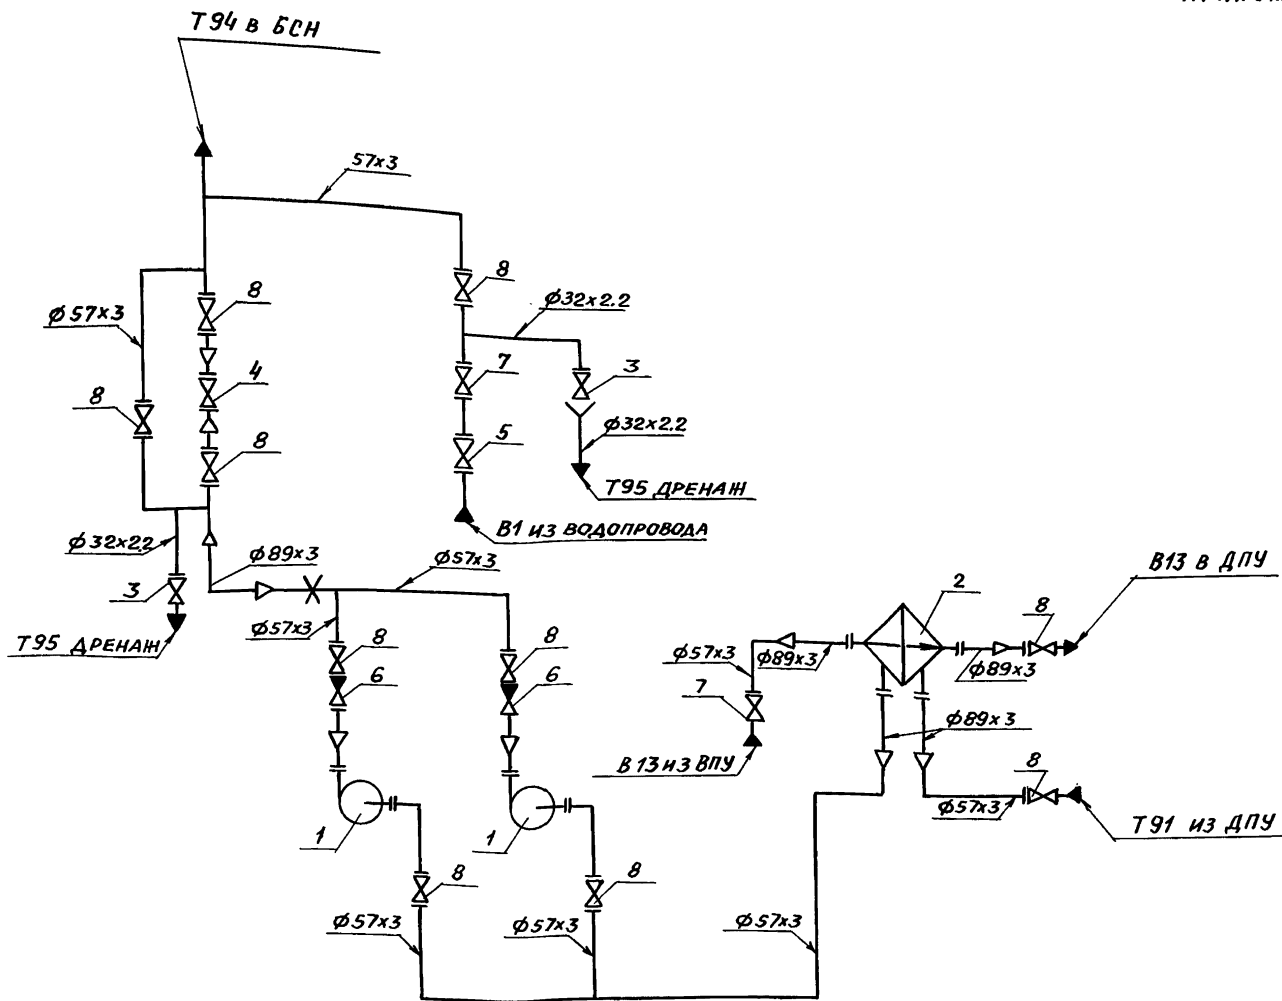 Т94 в БСН
57х3
8
ф32х2.2
8
ф57х3
7
3
4
8
5
ф32х2.2
8
Т95 ДРЕНАЖ
В1 ИЗ ВОДОПРОВОДА
ф32х2.2
ф89х3
ф57х3
В13 В ДПУ
3
2
8
ф57х3
Т95 ДРЕНАЖ
8
8
ф57х3
ф89х3
ф89х3
6
6
7
ф89х3
В13 ИЗ ВПУ
8
ф57х3
1
1
Т91 ИЗ ДПУ
8
8
ф57х3
ф57х3
ф57х3